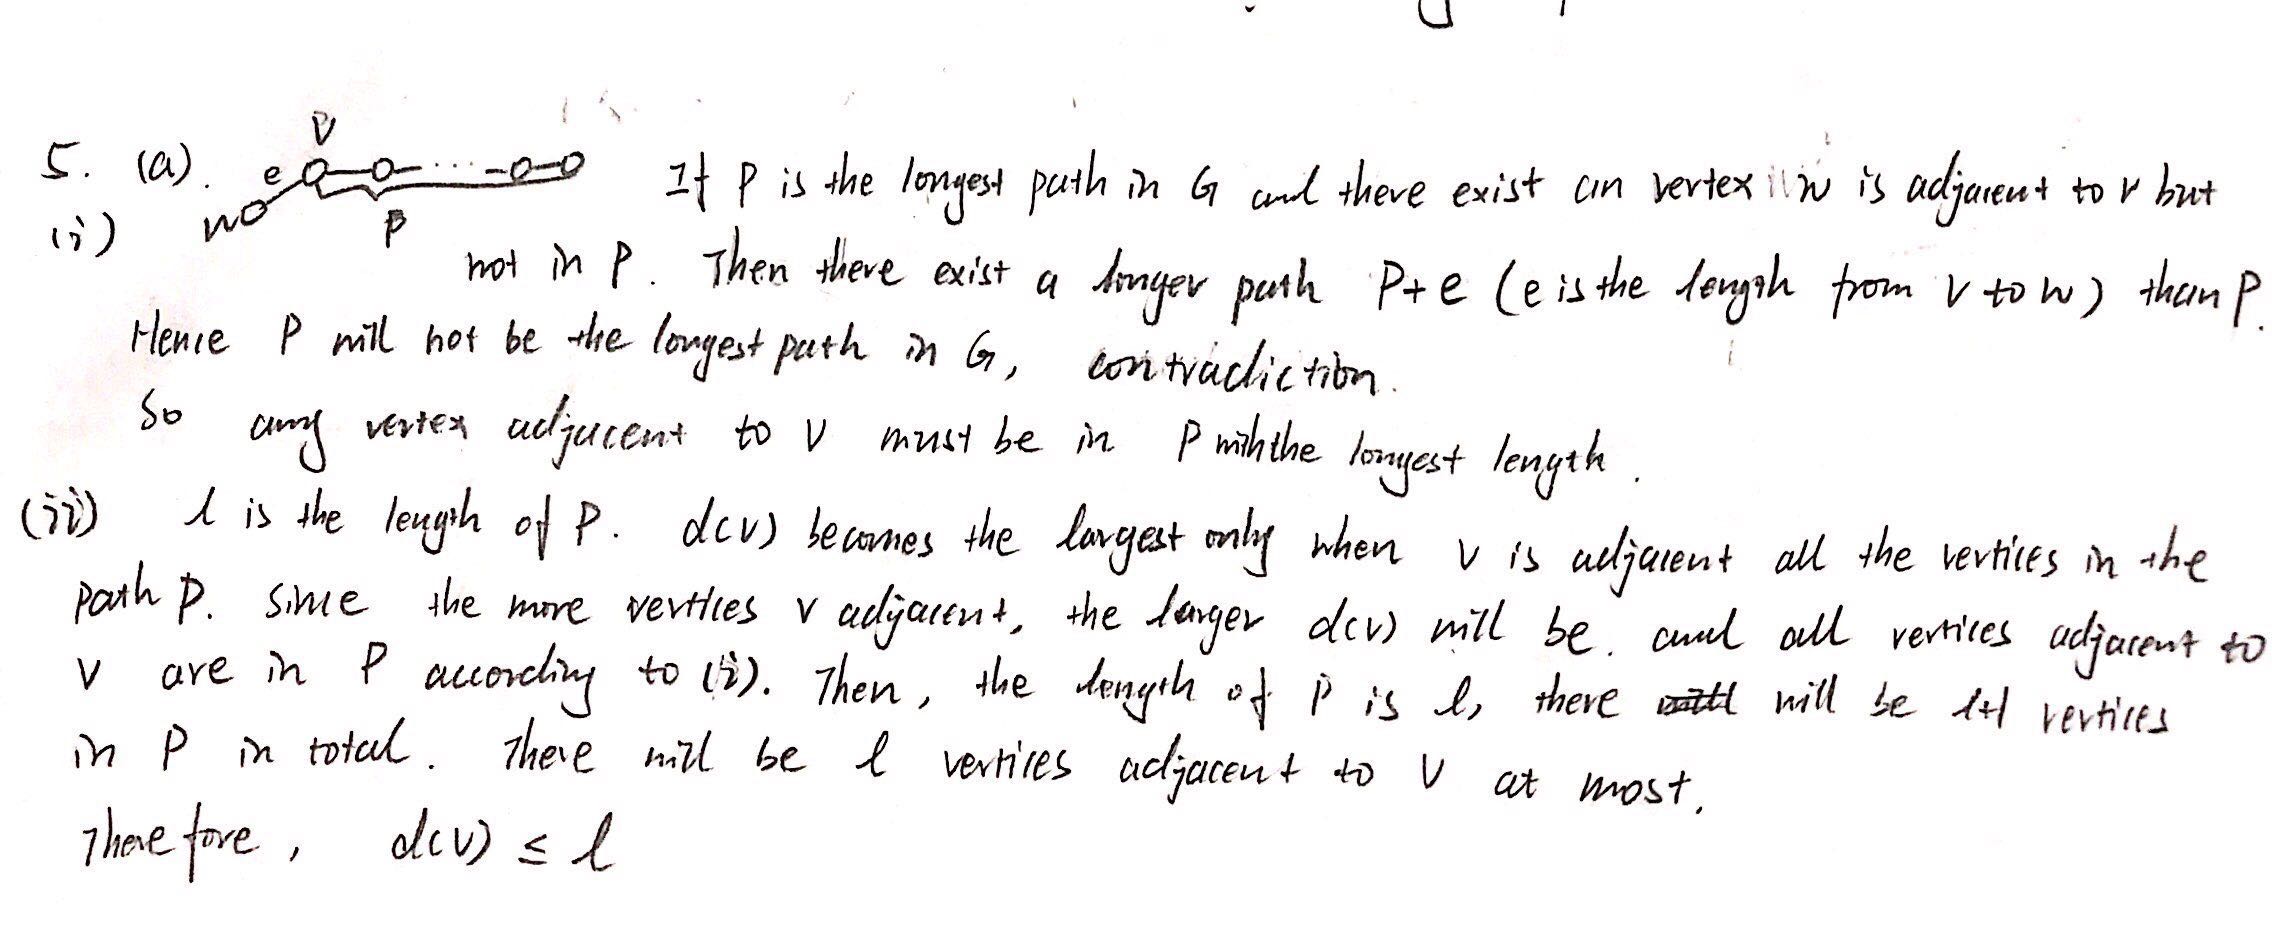 5. (a).
(i)
V
e
w
P
If P is the longest path in G and there exist an vertex w is adjacent to v but
not in P. Then there exist a longer path P+e (e is the length from v to w) than P.
Hence P will not be the longest path in G, contradiction.
So any vertex adjacent to V must be in P with the longest length.
(ii) l is the length of P. d(v) becomes the largest only when v is adjacent all the vertices in the
path P. Since the more vertices v adjacent, the larger d(v) will be. and all vertices adjacent to
V are in P according to (i). Then, the length of P is l, there will be l+1 vertices
in P in total. There will be l vertices adjacent to V at most.
Therefore, d(v) ≤ l